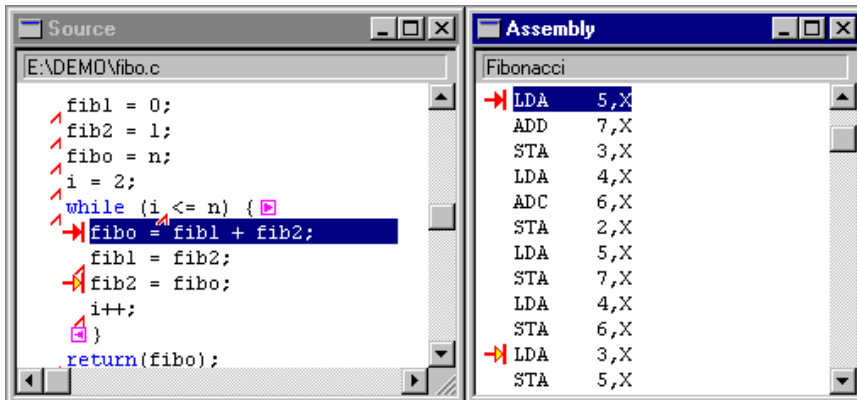 Source
E:\DEMO\fibo.c
fib1 = 0;
fib2 = 1;
fibo = n;
i = 2;
while (i <= n) {
fibo = fib1 + fib2;
fib1 = fib2;
fib2 = fibo;
i++;
}
return(fibo);
Assembly
Fibonacci
LDA 5,X
ADD 7,X
STA 3,X
LDA 4,X
ADC 6,X
STA 2,X
LDA 5,X
STA 7,X
LDA 4,X
STA 6,X
LDA 3,X
STA 5,X